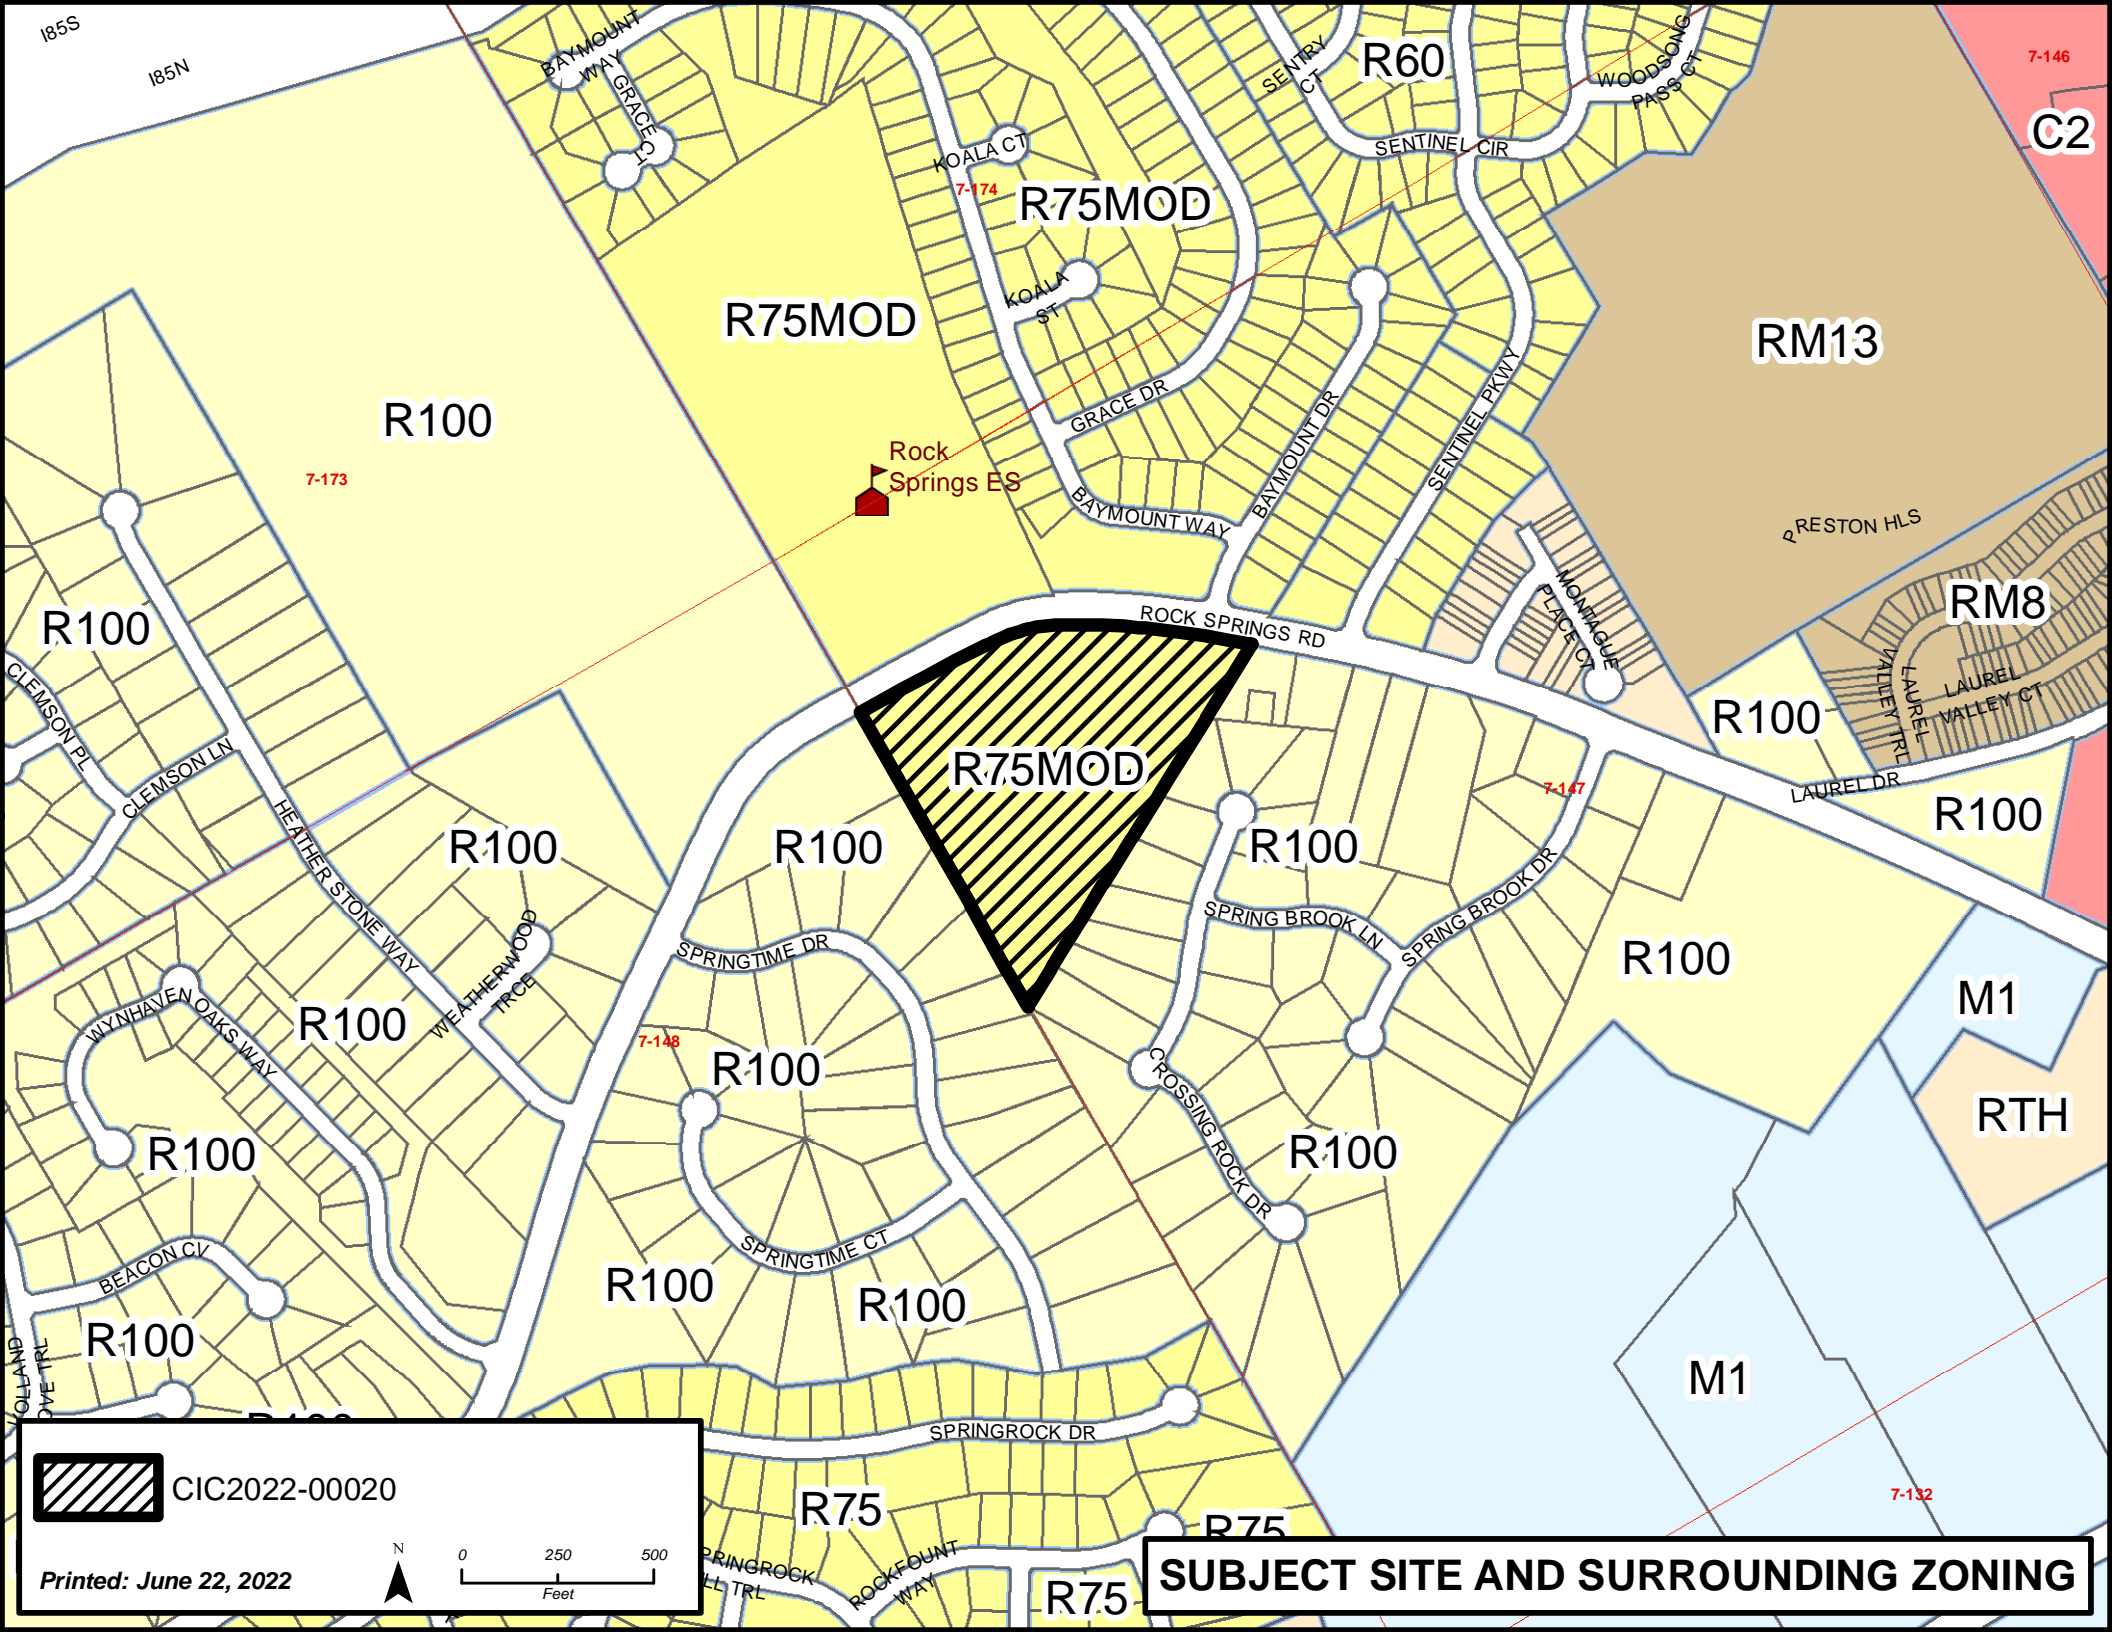 I85S
I85N
BAYMOUNT
WAY
GRACE
CT
SENTRY
CT
R60
WOODSONG
PASS CT
7-146
C2
KOALA CT
7-174
R75MOD
SENTINEL CIR
KOALA
ST
R75MOD
RM13
R100
GRACE DR
BAYMOUNT DR
SENTINEL PKWY
Rock
Springs ES
7-173
BAYMOUNT WAY
PRESTON HLS
MONTAGUE
PLACE CT
RM8
R100
ROCK SPRINGS RD
LAUREL
VALLEY TRL
LAUREL
VALLEY CT
CLEMSON PL
R100
CLEMSON LN
R75MOD
7-147
LAUREL DR
R100
HEATHER STONE WAY
R100
R100
R100
SPRING BROOK LN
SPRING BROOK DR
WEATHERWOOD
TRCE
SPRINGTIME DR
R100
M1
WYNHAVEN OAKS WAY
R100
7-148
R100
CROSSING ROCK DR
RTH
R100
R100
BEACON CV
SPRINGTIME CT
R100
R100
R100
M1
SPRINGROCK DR
CIC2022-00020
R75
7-132
R75
ROCKFOUNT
WAY
R75
N
0 250 500
Feet
Printed: June 22, 2022
SUBJECT SITE AND SURROUNDING ZONING